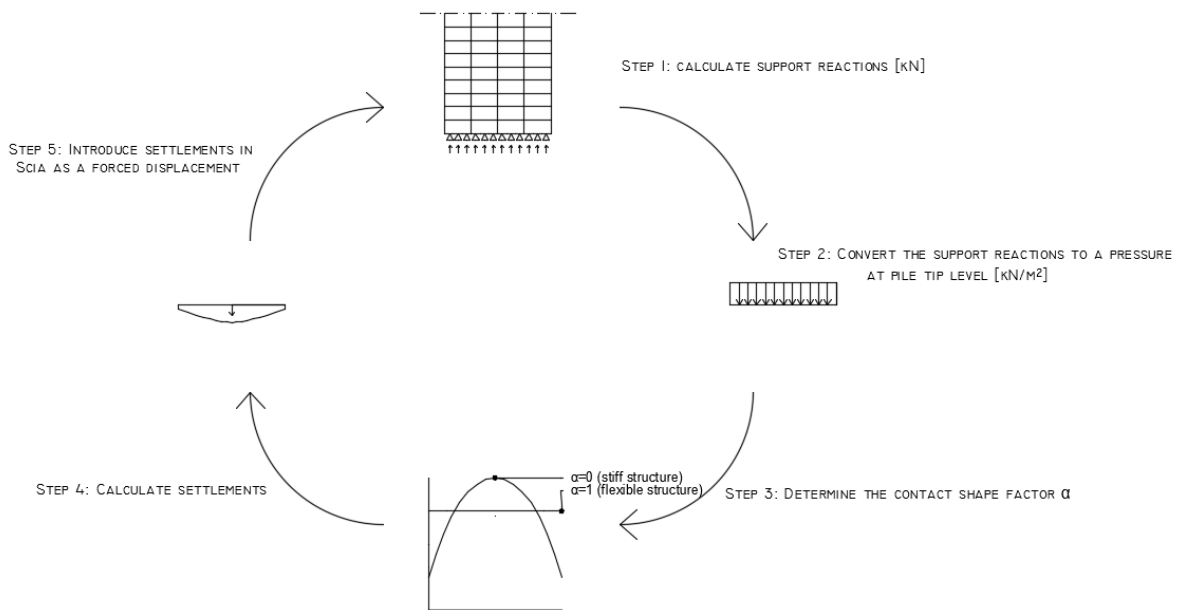 Step 1: calculate support reactions [kN]
Step 2: Convert the support reactions to a pressure
at pile tip level [kN/m²]
Step 3: Determine the contact shape factor α
α=0 (stiff structure)
α=1 (flexible structure)
Step 4: Calculate settlements
Step 5: Introduce settlements in
Scia as a forced displacement